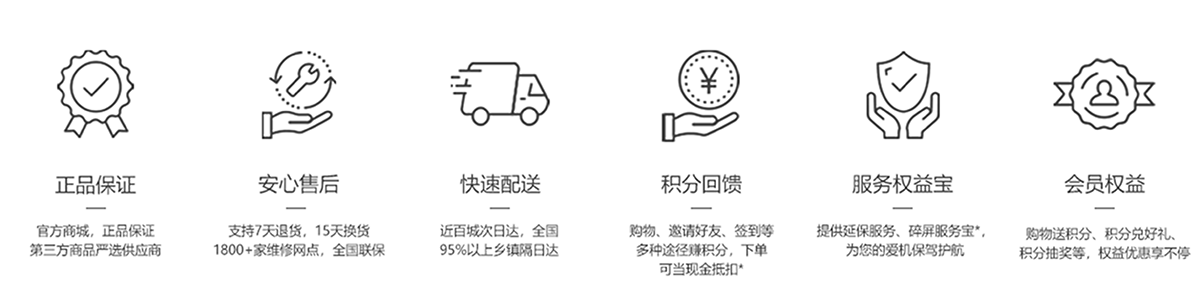 正品保证
官方商城，正品保证
第三方商品严选供应商
安心售后
支持7天退货，15天换货
1800+家维修网点，全国联保
快速配送
近百城次日达，全国
95%以上乡镇隔日达
¥
积分回馈
购物、邀请好友、签到等
多种途径赚积分，下单
可当现金抵扣*
服务权益宝
提供延保服务、碎屏服务宝*，
为您的爱机保驾护航
会员权益
购物送积分、积分兑好礼、
积分抽奖等，权益优惠享不停